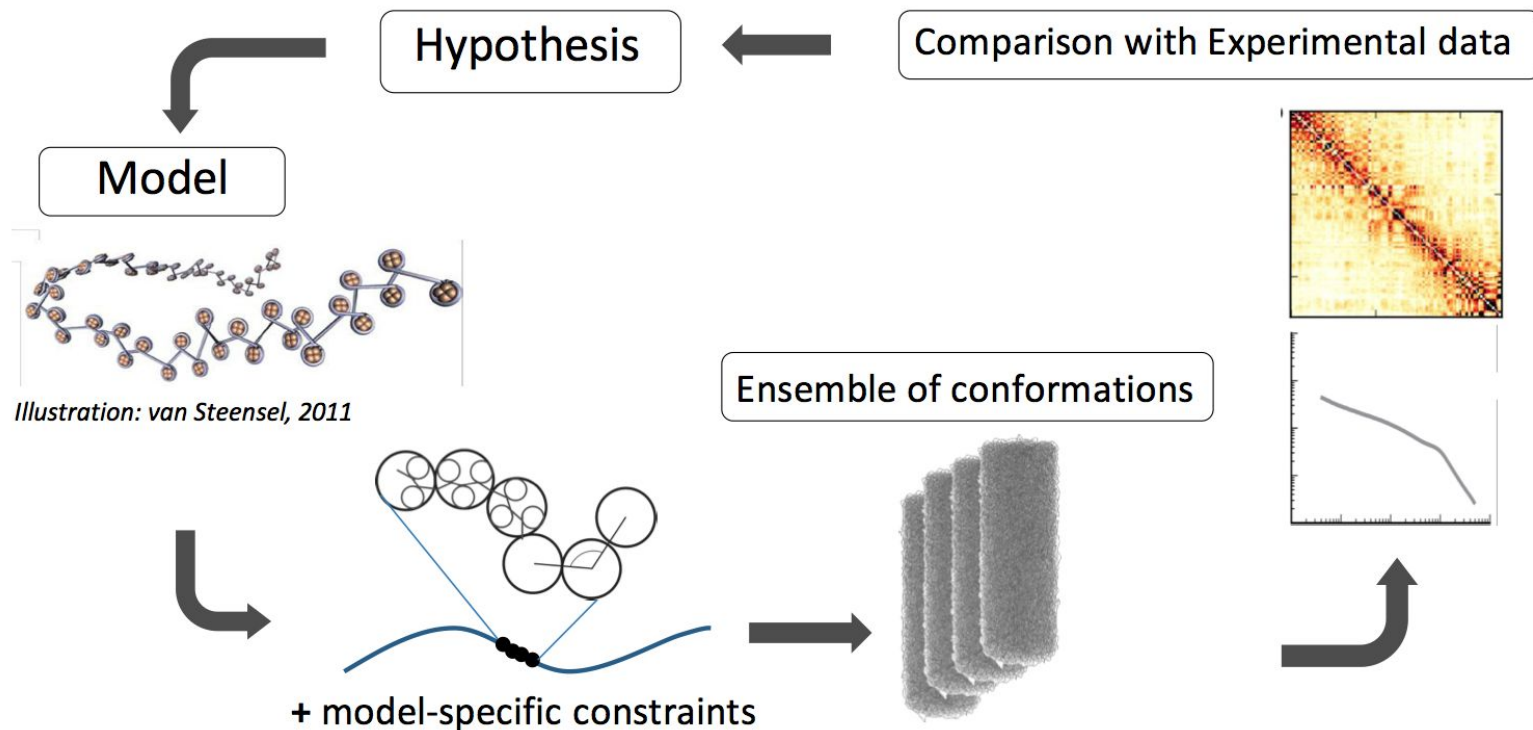 Hypothesis
Comparison with Experimental data
Model
Illustration: van Steensel, 2011
Ensemble of conformations
+ model-specific constraints